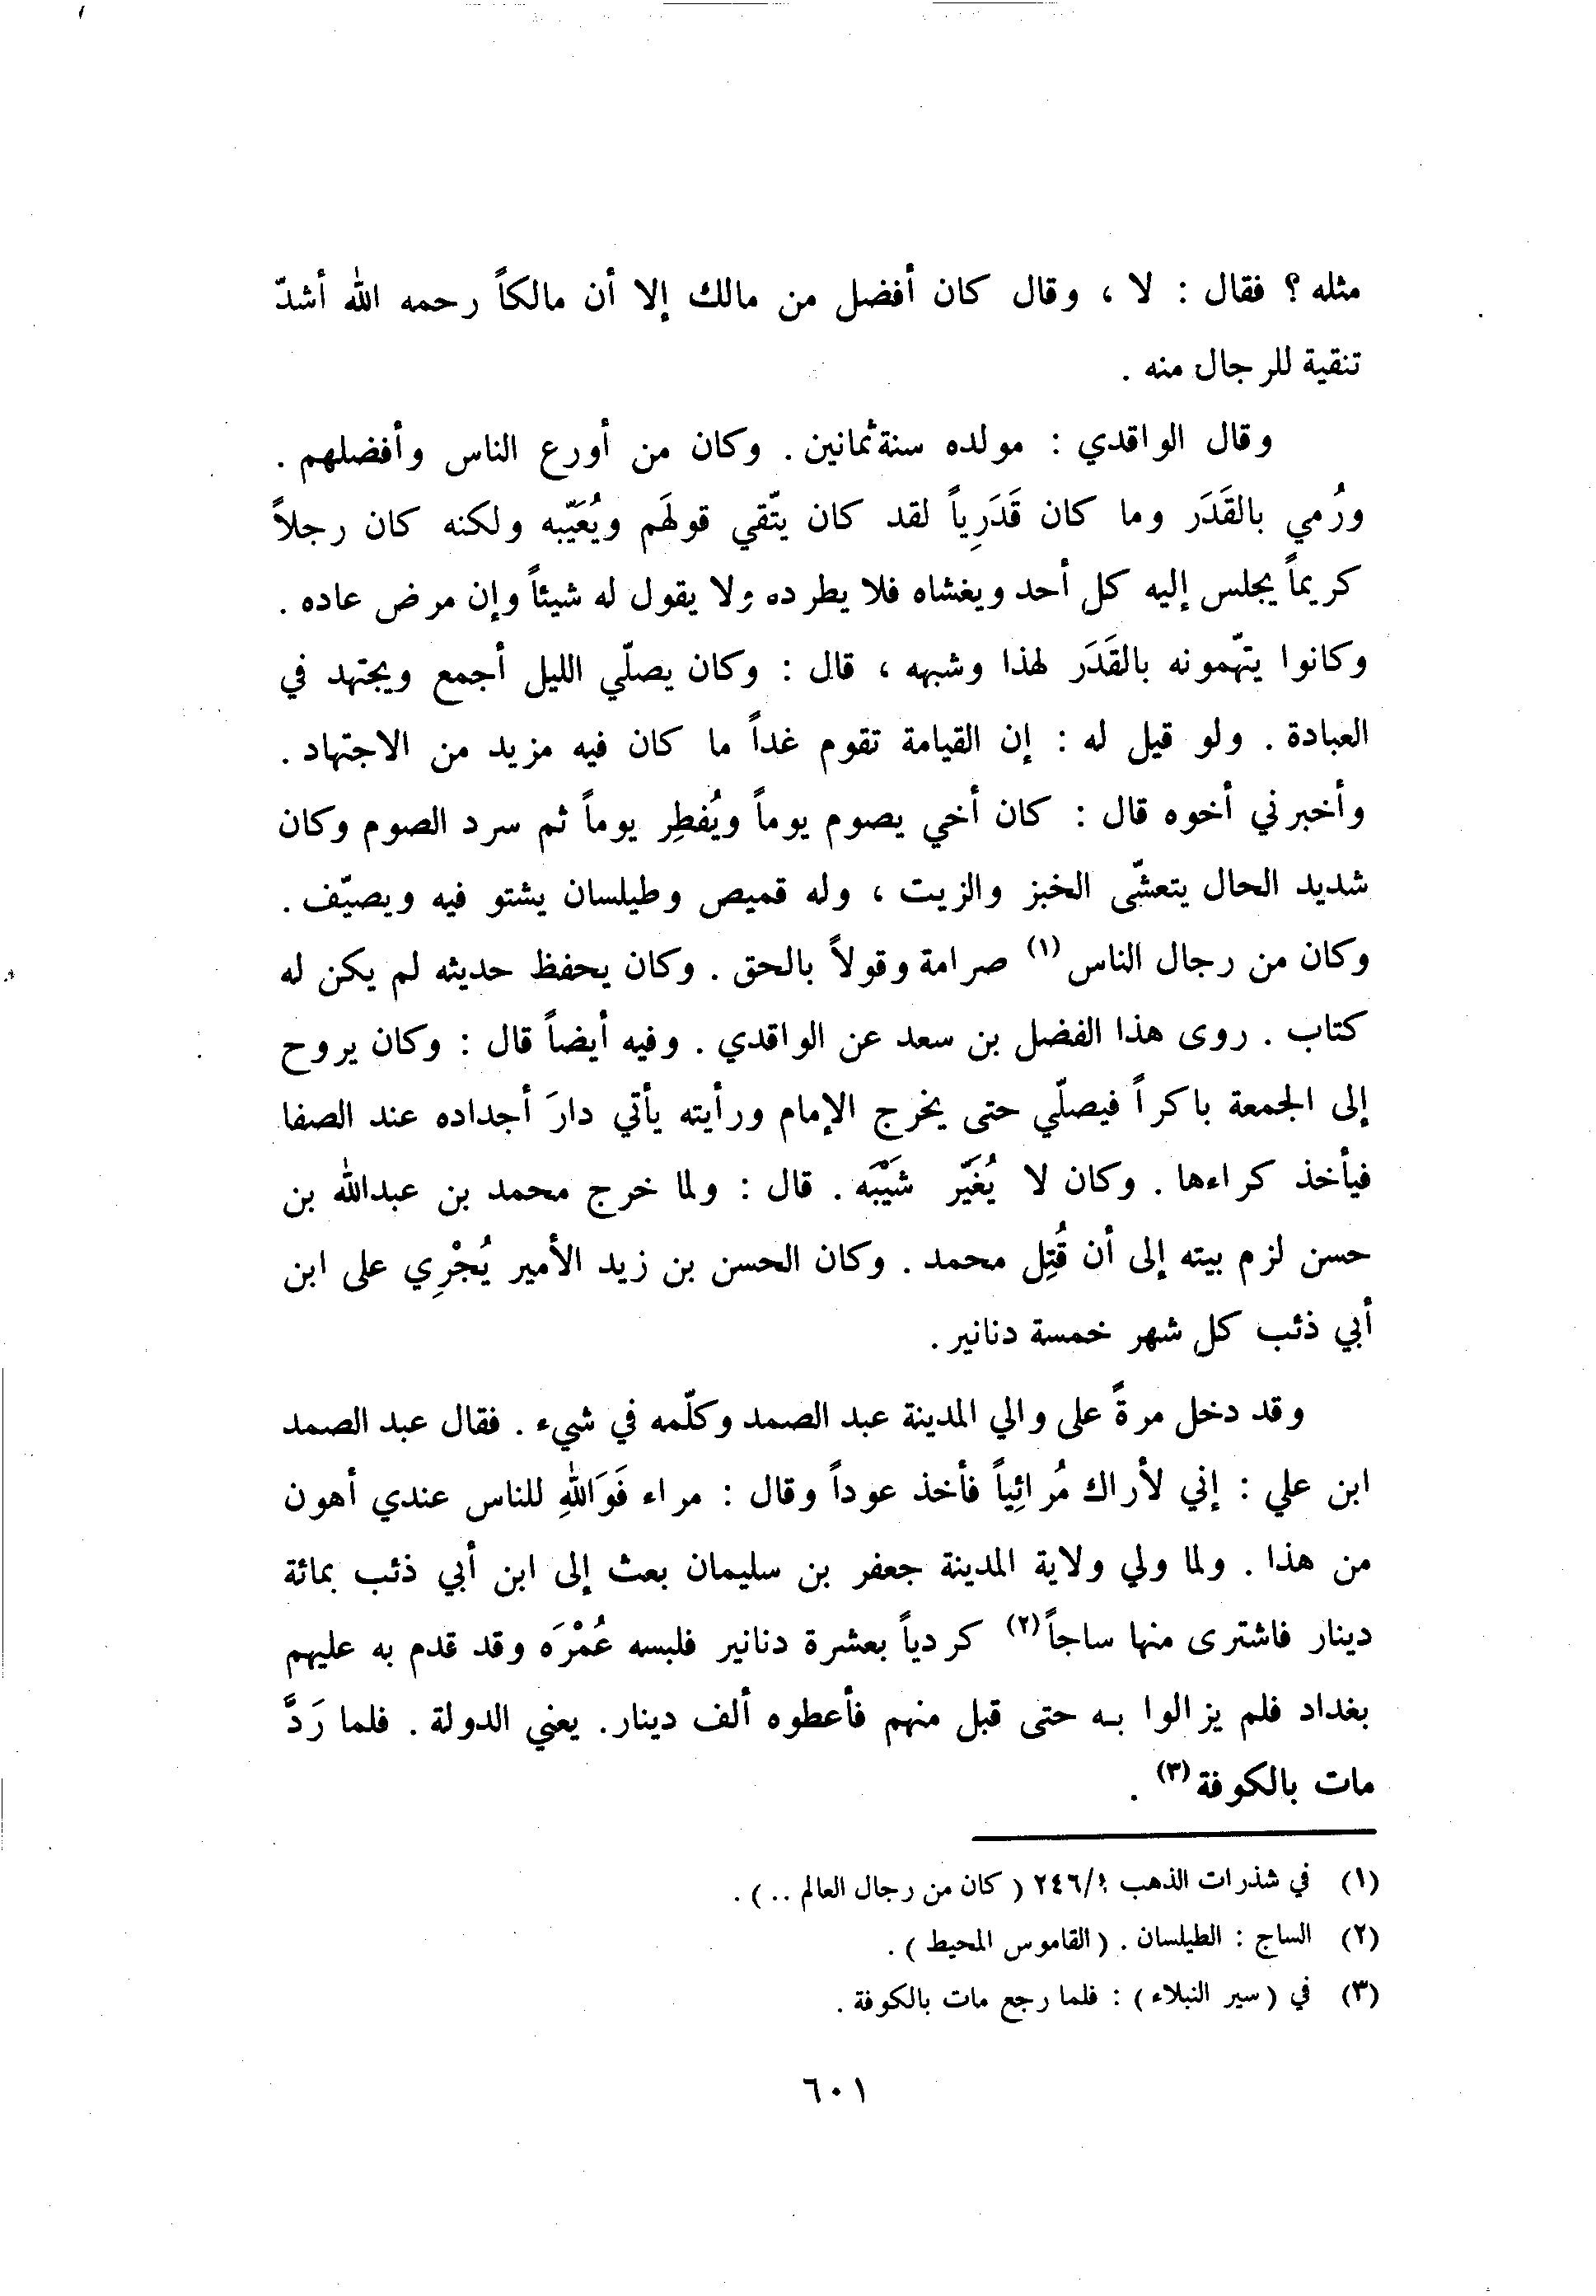 مثله ؟ فقال : لا ، وقال كان أفضل من مالك إلا أن مالكاً رحمه الله أشدّ
تنقية للرجال منه .
وقال الواقدي : مولده سنة ثمانين . وكان من أورع الناس وأفضلهم .
ورُمي بالقَدَر وما كان قَدَرِياً لقد كان يتّقي قولهَم ويُعَيّبه ولكنه كان رجلاً
كريماً يجلس إليه كل أحد ويغشاه فلا يطرده ولا يقول له شيئاً وإن مرض عاده .
وكانوا يتّهمونه بالقَدَر لهذا وشبهه ، قال : وكان يصلّي الليل أجمع ويجتهد في
العبادة . ولو قيل له : إن القيامة تقوم غداً ما كان فيه مزيد من الاجتهاد .
وأخبرني أخوه قال : كان أخي يصوم يوماً ويُفطِر يوماً ثم سرد الصوم وكان
شديد الحال يتعشّى الخبز والزيت ، وله قميص وطيلسان يشتو فيه ويصيّف .
وكان من رجال الناس (١) صرامة وقولاً بالحق . وكان يحفظ حديثه لم يكن له
كتاب . روى هذا الفضل بن سعد عن الواقدي . وفيه أيضاً قال : وكان يروح
إلى الجمعة باكراً فيصلّي حتى يخرج الإمام ورأيته يأتي دارَ أجداده عند الصفا
فيأخذ كراءها . وكان لا يُغَيّر شَيْبَه . قال : ولما خرج محمد بن عبدالله بن
حسن لزم بيته إلى أن قُتِل محمد . وكان الحسن بن زيد الأمير يُجْرِي على ابن
أبي ذئب كل شهر خمسة دنانير .
وقد دخل مرةً على والي المدينة عبد الصمد وكلّمه في شيء . فقال عبد الصمد
ابن علي : إني لأراك مُرائِياً فأخذ عوداً وقال : مراء فَوَاللهِ للناس عندي أهون
من هذا . ولما ولي ولاية المدينة جعفر بن سليمان بعث إلى ابن أبي ذئب بمائة
دينار فاشترى منها ساجاً (٢) كردياً بعشرة دنانير فلبسه عُمْرَه وقد قدم به عليهم
بغداد فلم يزالوا به حتى قبل منهم فأعطوه ألف دينار . يعني الدولة . فلما رَدَّ
مات بالكوفة (٣) .
(١) في شذرات الذهب ١/٢٤٦ ( كان من رجال العالم .. ) .
(٢) الساج : الطيلسان . ( القاموس المحيط ) .
(٣) في ( سير النبلاء ) : فلما رجع مات بالكوفة .
٦٠١